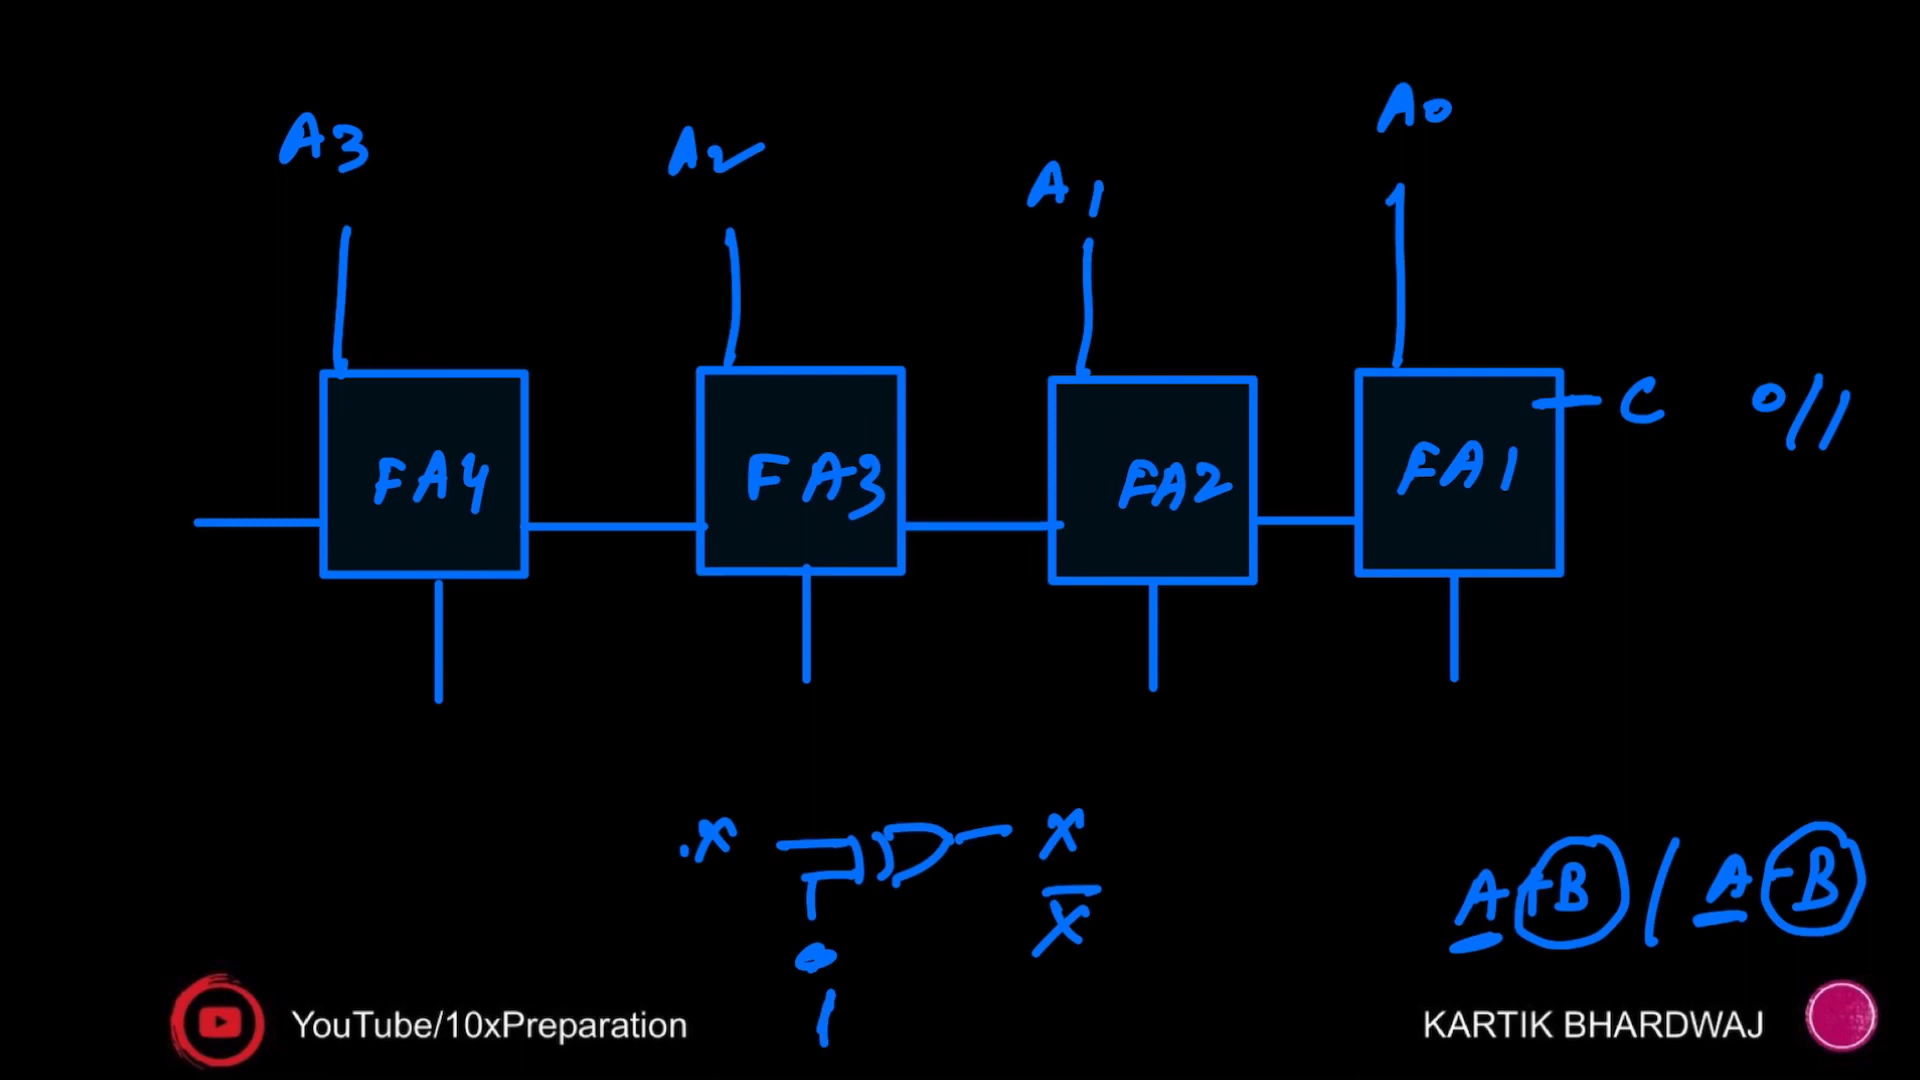 A3 A2 A1 A0
FA4 FA3 FA2 FA1 C 0/1
.x x
x̅
0
1
A+B / A-B
YouTube/10xPreparation
KARTIK BHARDWAJ